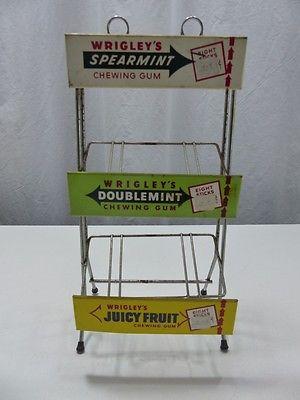 WRIGLEY'S
SPEARMINT
CHEWING GUM
EIGHT
STICKS
WRIGLEY'S
DOUBLEMINT
CHEWING GUM
EIGHT
STICKS
WRIGLEY'S
JUICY FRUIT
CHEWING GUM
EIGHT
STICKS